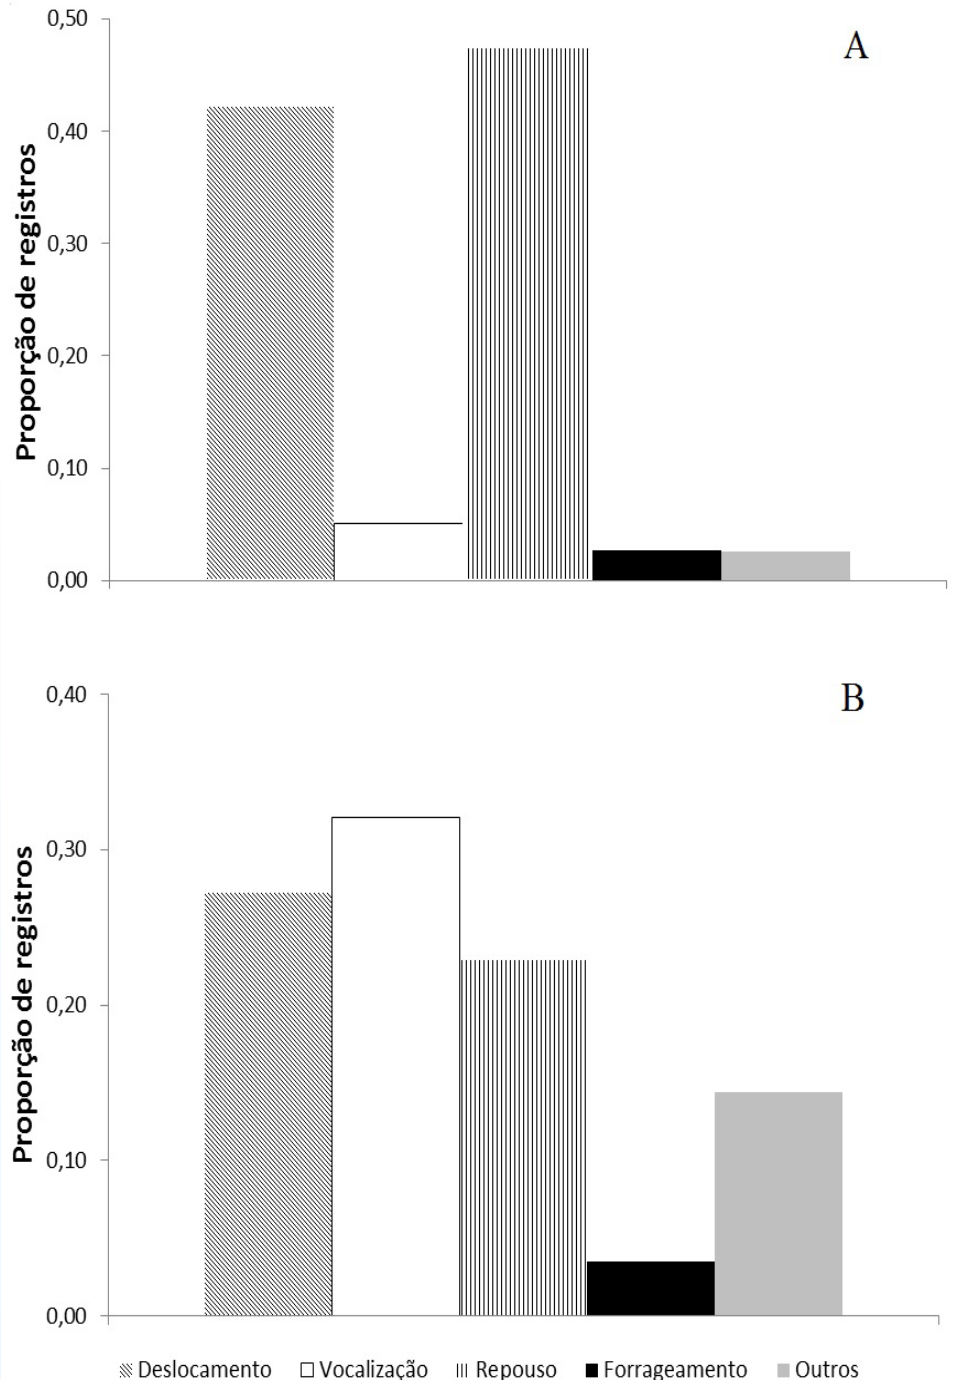 A
Proporção de registros
0,50
0,40
0,30
0,20
0,10
0,00
B
Proporção de registros
0,40
0,30
0,20
0,10
0,00
Deslocamento Vocalização Repouso Forrageamento Outros